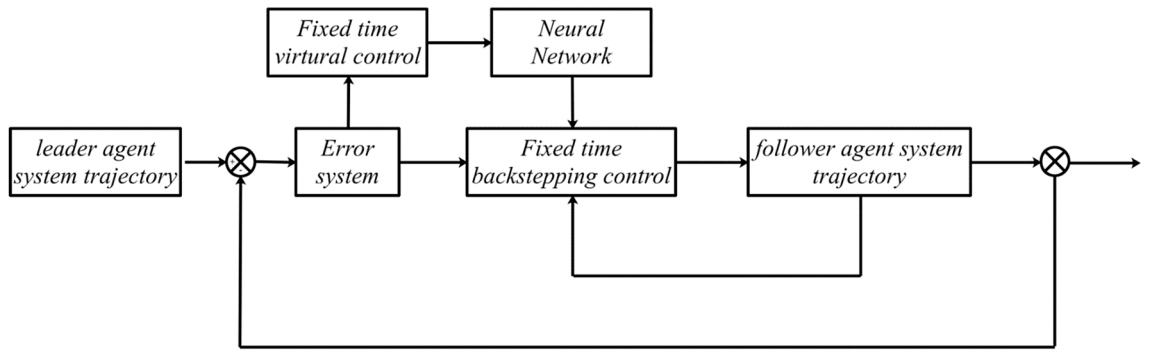 Fixed time
virtural control
Neural
Network
leader agent
system trajectory
+
-
Error
system
Fixed time
backstepping control
follower agent system
trajectory